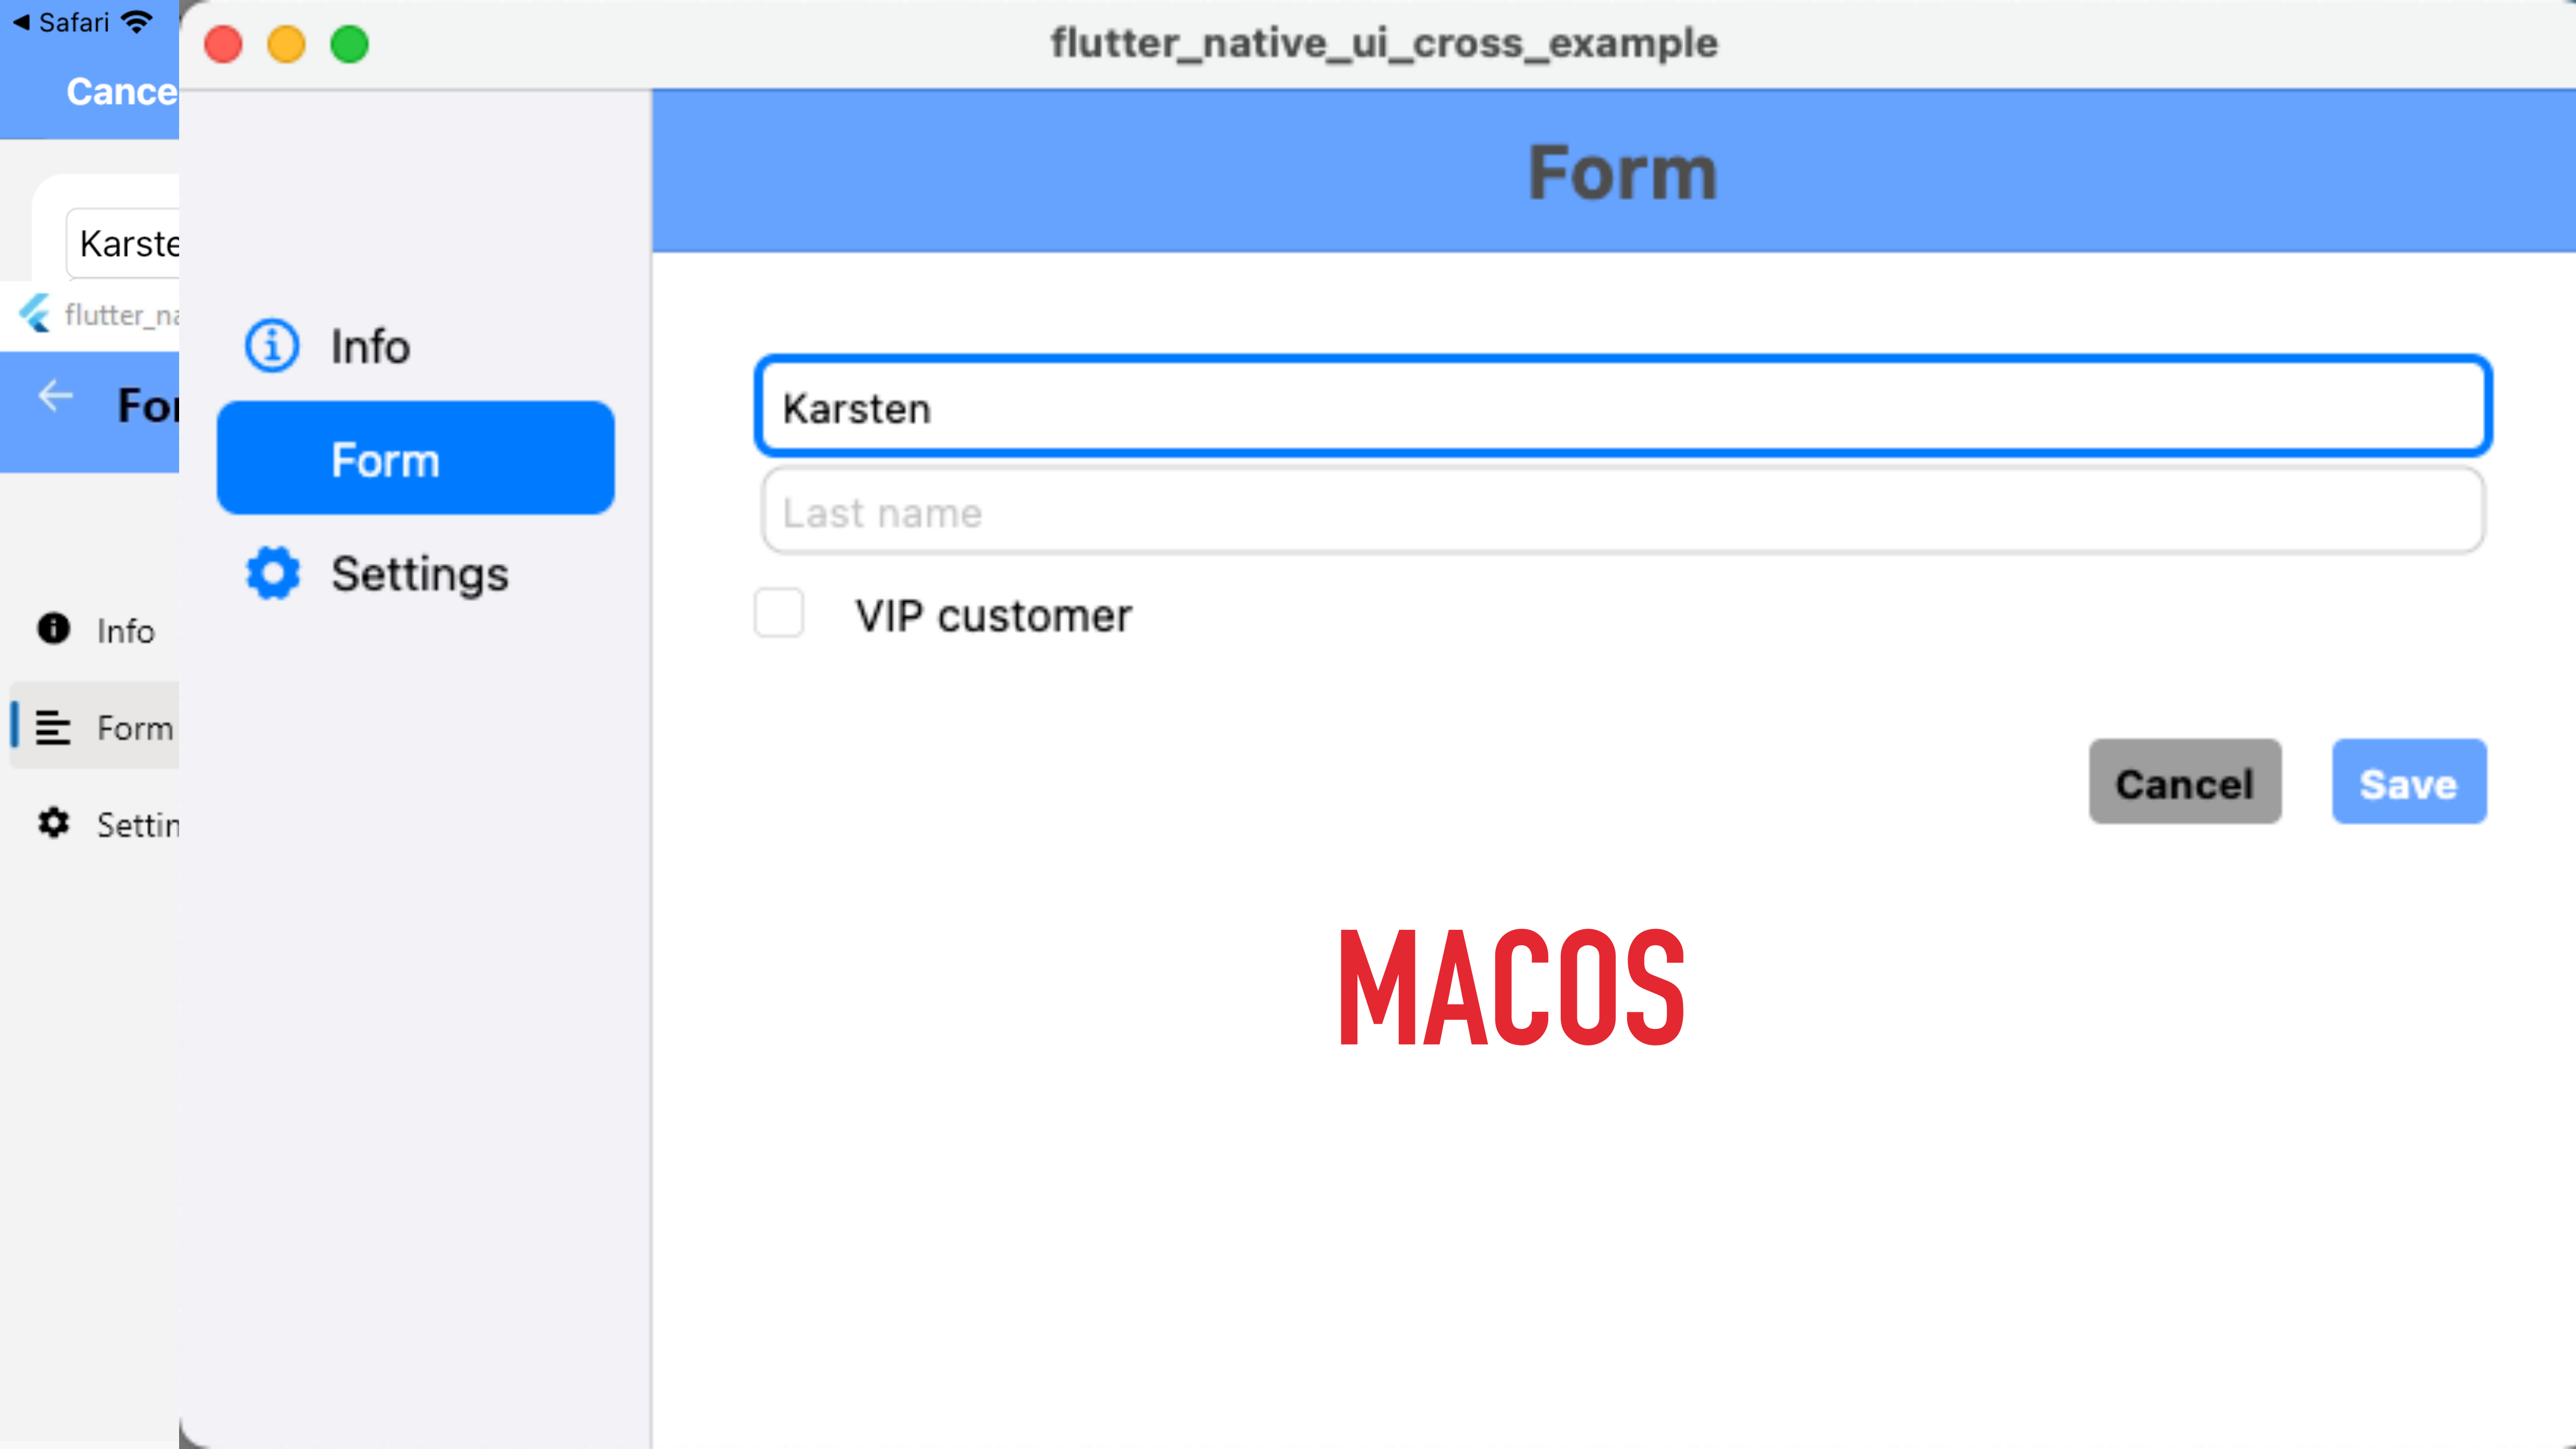 ◀ Safari
Cance
Karste
flutter_na
For
Info
Form
Settin
flutter_native_ui_cross_example
Info
Form
Settings
Form
Karsten
Last name
VIP customer
Cancel
Save
MACOS